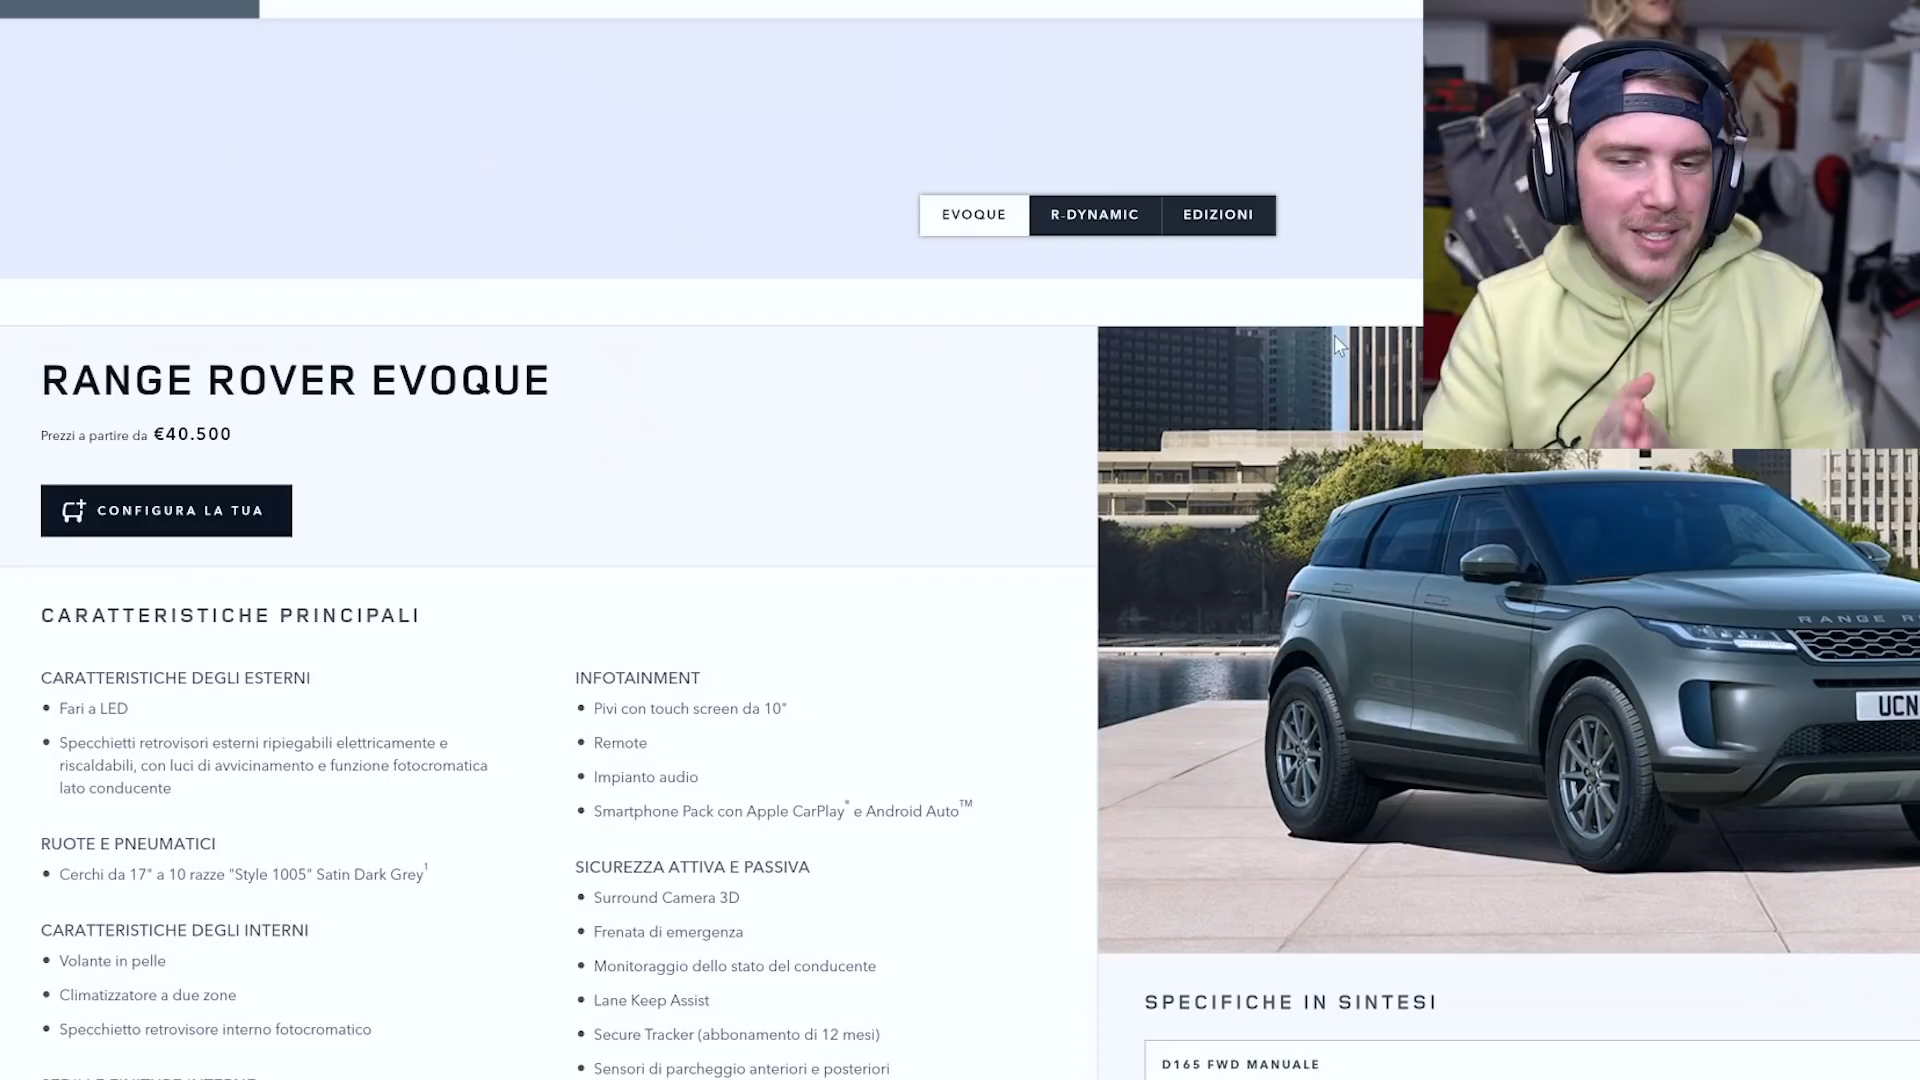 EVOQUE
R-DYNAMIC
EDIZIONI
RANGE ROVER EVOQUE
Prezzi a partire da €40.500
CONFIGURA LA TUA
CARATTERISTICHE PRINCIPALI
CARATTERISTICHE DEGLI ESTERNI
• Fari a LED
• Specchietti retrovisori esterni ripiegabili elettricamente e
riscaldabili, con luci di avvicinamento e funzione fotocromatica
lato conducente
RUOTE E PNEUMATICI
• Cerchi da 17" a 10 razze "Style 1005" Satin Dark Grey¹
CARATTERISTICHE DEGLI INTERNI
• Volante in pelle
• Climatizzatore a due zone
• Specchietto retrovisore interno fotocromatico
INFOTAINMENT
• Pivi con touch screen da 10"
• Remote
• Impianto audio
• Smartphone Pack con Apple CarPlay® e Android Auto™
SICUREZZA ATTIVA E PASSIVA
• Surround Camera 3D
• Frenata di emergenza
• Monitoraggio dello stato del conducente
• Lane Keep Assist
• Secure Tracker (abbonamento di 12 mesi)
• Sensori di parcheggio anteriori e posteriori
RANGE R
UCN
SPECIFICHE IN SINTESI
D165 FWD MANUALE